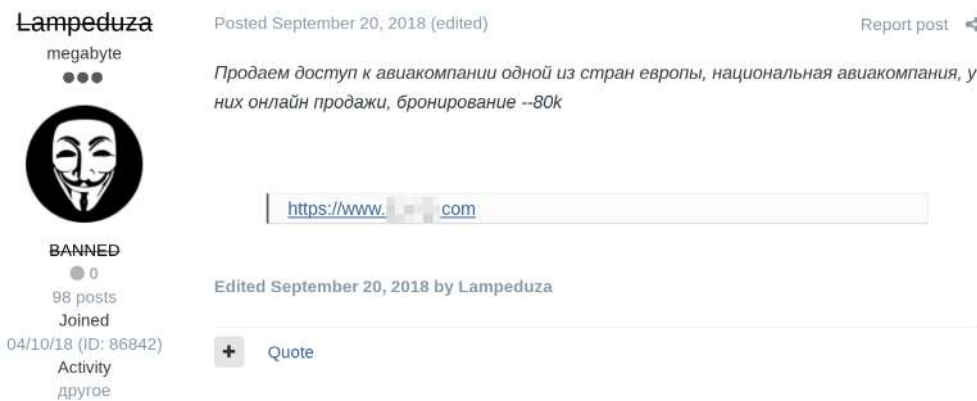 Lampeduza
megabyte
BANNED
0
98 posts
Joined
04/10/18 (ID: 86842)
Activity
другое
Posted September 20, 2018 (edited)
Report post
Продаем доступ к авиакомпании одной из стран европы, национальная авиакомпания, у
них онлайн продажи, бронирование --80k
https://www. .com
Edited September 20, 2018 by Lampeduza
+ Quote